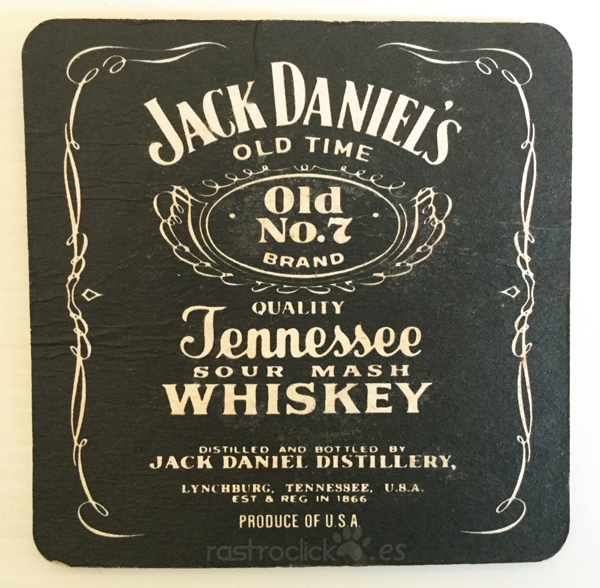 JACK DANIEL'S
OLD TIME
Old
No.7
BRAND
QUALITY
Tennessee
SOUR MASH
WHISKEY
DISTILLED AND BOTTLED BY
JACK DANIEL DISTILLERY,
LYNCHBURG, TENNESSEE, U.S.A.
EST & REG IN 1866
PRODUCE OF U.S.A.
rastroclick.es